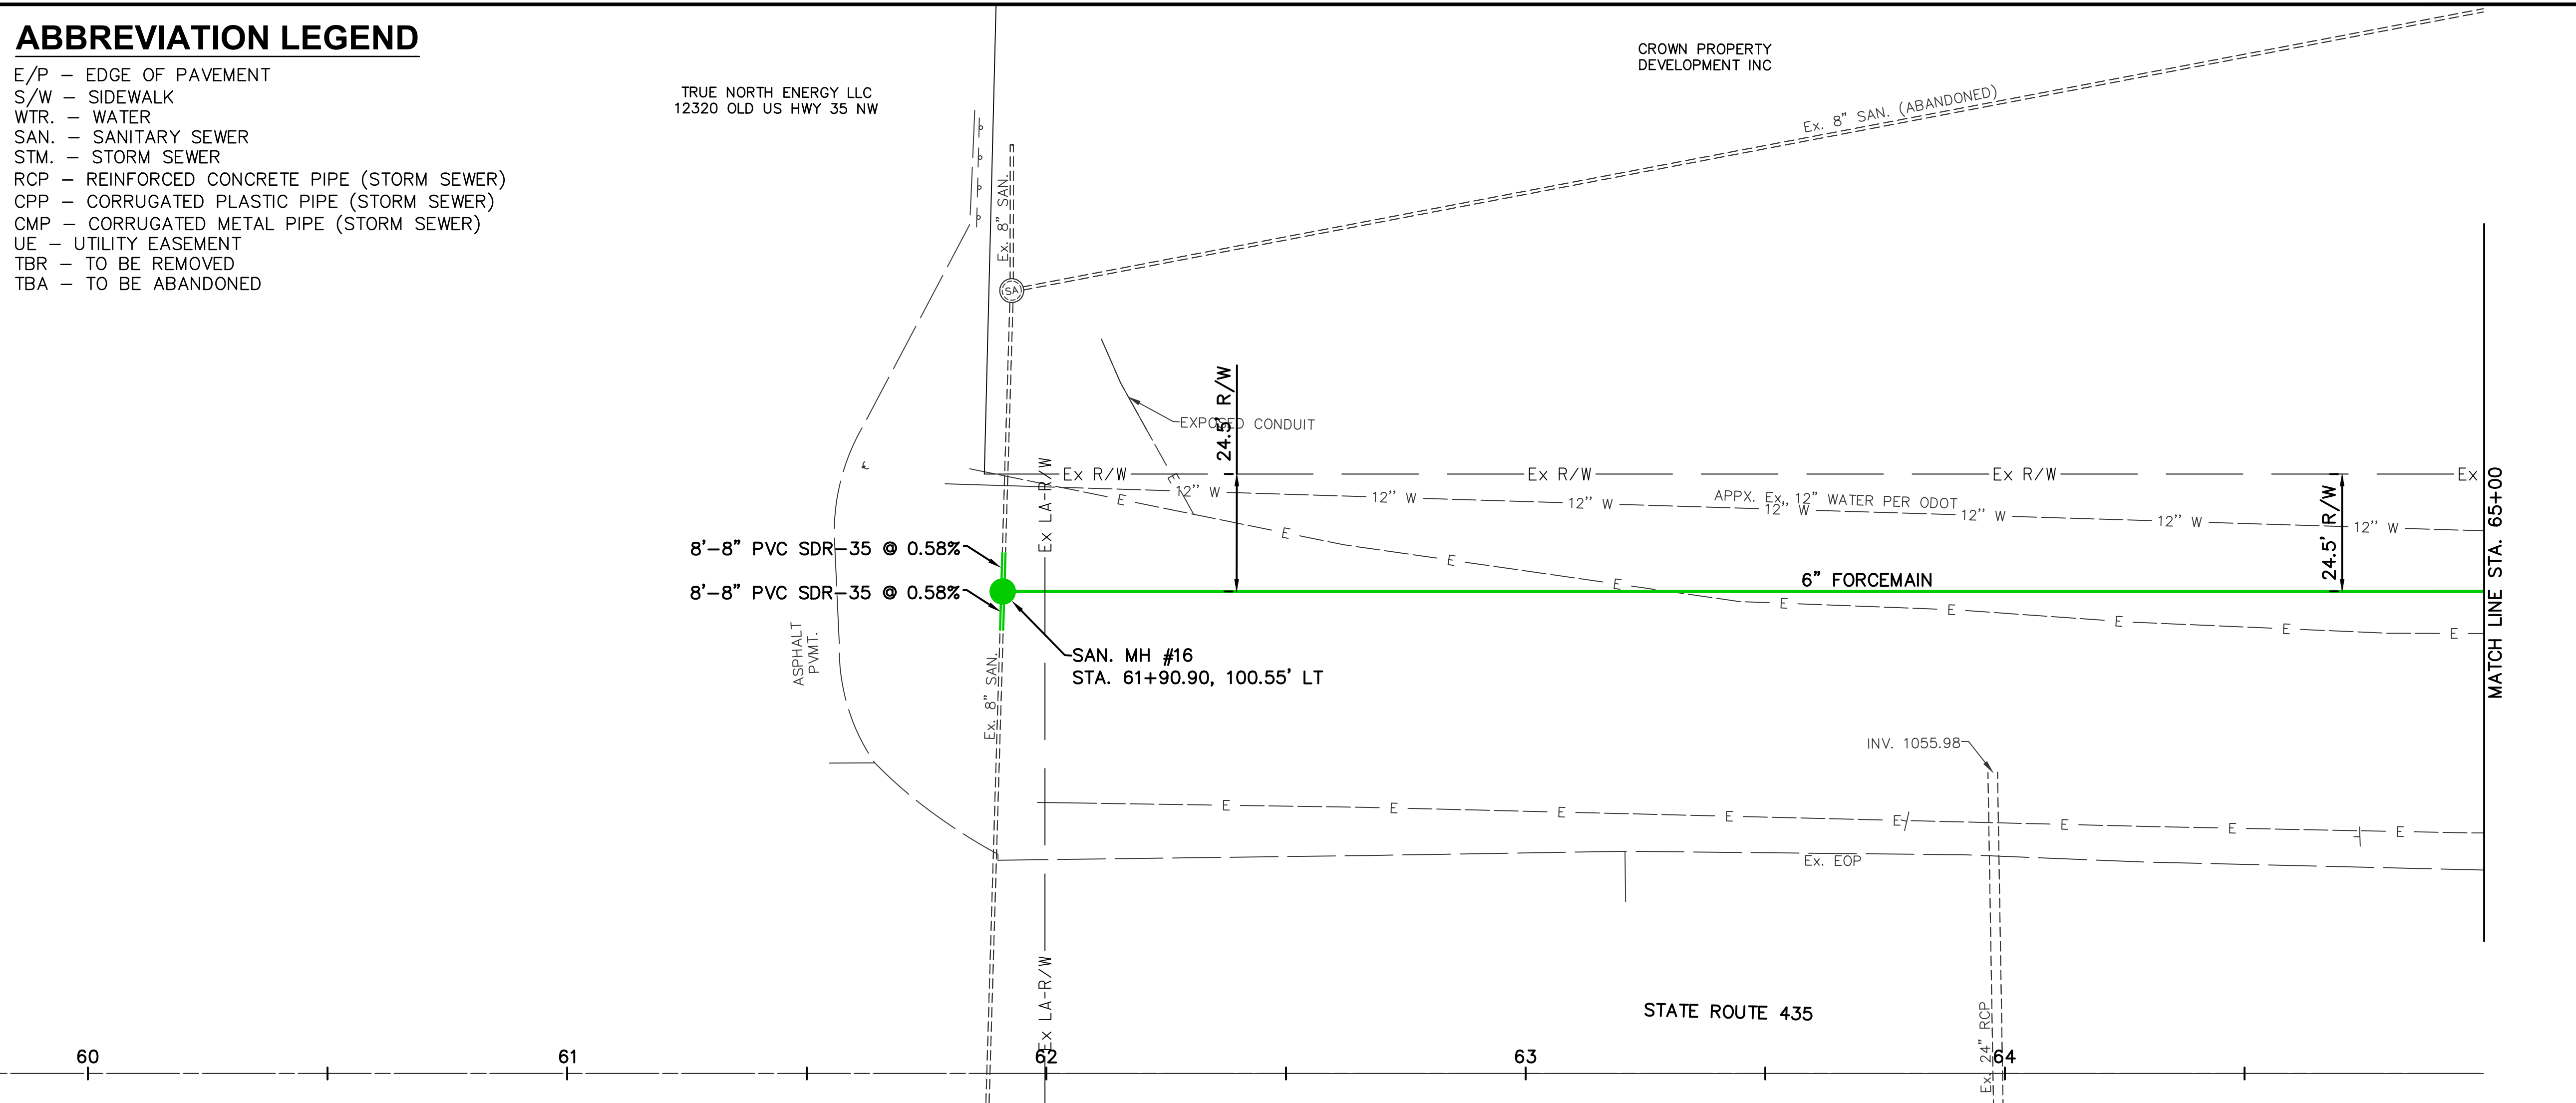 ABBREVIATION LEGEND
E/P – EDGE OF PAVEMENT
S/W – SIDEWALK
WTR. – WATER
SAN. – SANITARY SEWER
STM. – STORM SEWER
RCP – REINFORCED CONCRETE PIPE (STORM SEWER)
CPP – CORRUGATED PLASTIC PIPE (STORM SEWER)
CMP – CORRUGATED METAL PIPE (STORM SEWER)
UE – UTILITY EASEMENT
TBR – TO BE REMOVED
TBA – TO BE ABANDONED
TRUE NORTH ENERGY LLC
12320 OLD US HWY 35 NW
CROWN PROPERTY
DEVELOPMENT INC
Ex. 8" SAN. (ABANDONED)
Ex. 8" SAN.
SA
24.5' R/W
EXPOSED CONDUIT
Ex R/W
Ex R/W
Ex R/W
Ex
Ex LA-R/W
E
12" W
12" W
12" W
APPX. Ex. 12" WATER PER ODOT
12" W
12" W
12" W
12" W
E
E
E
E
E
E
E
E
E
24.5' R/W
MATCH LINE STA. 65+00
8'-8" PVC SDR-35 @ 0.58%
8'-8" PVC SDR-35 @ 0.58%
6" FORCEMAIN
ASPHALT
PVMT.
Ex. 8" SAN.
SAN. MH #16
STA. 61+90.90, 100.55' LT
INV. 1055.98
E
E
E
E
E
E
E
E
Ex. EOP
Ex LA-R/W
STATE ROUTE 435
Ex. 24" RCP
60
61
62
63
64